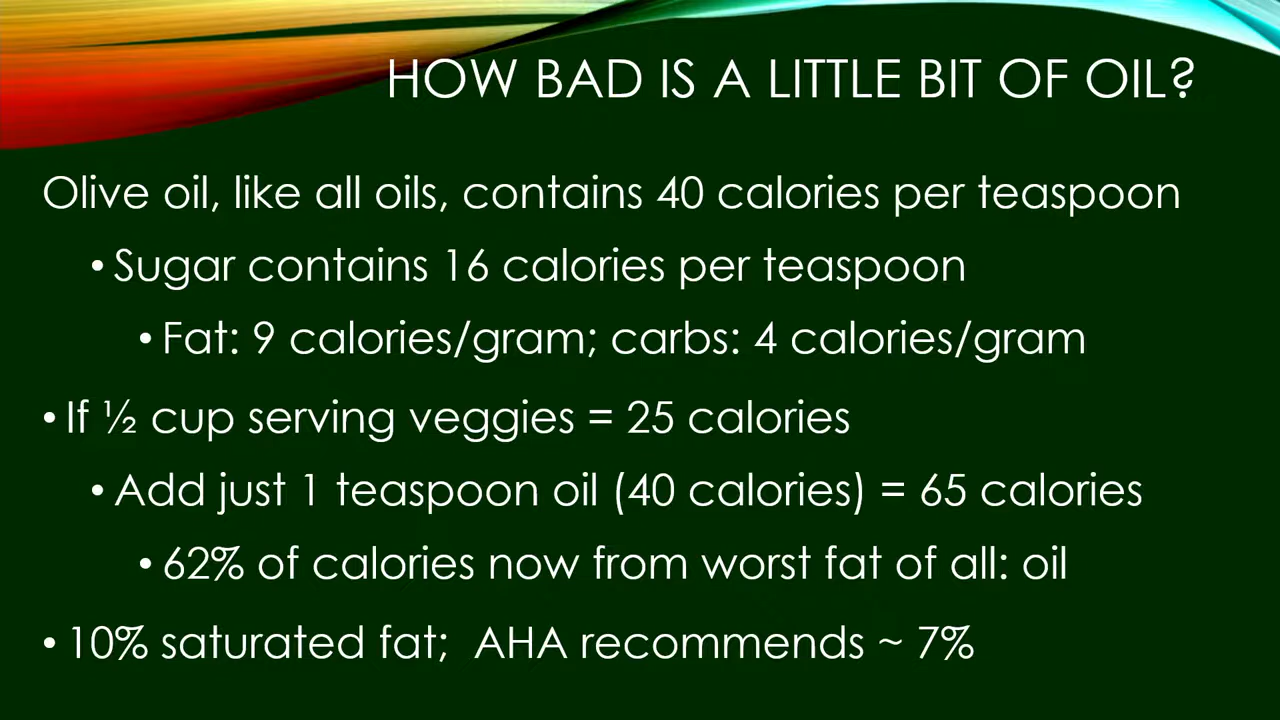 HOW BAD IS A LITTLE BIT OF OIL?
Olive oil, like all oils, contains 40 calories per teaspoon
• Sugar contains 16 calories per teaspoon
• Fat: 9 calories/gram; carbs: 4 calories/gram
• If ½ cup serving veggies = 25 calories
• Add just 1 teaspoon oil (40 calories) = 65 calories
• 62% of calories now from worst fat of all: oil
• 10% saturated fat;  AHA recommends ~ 7%